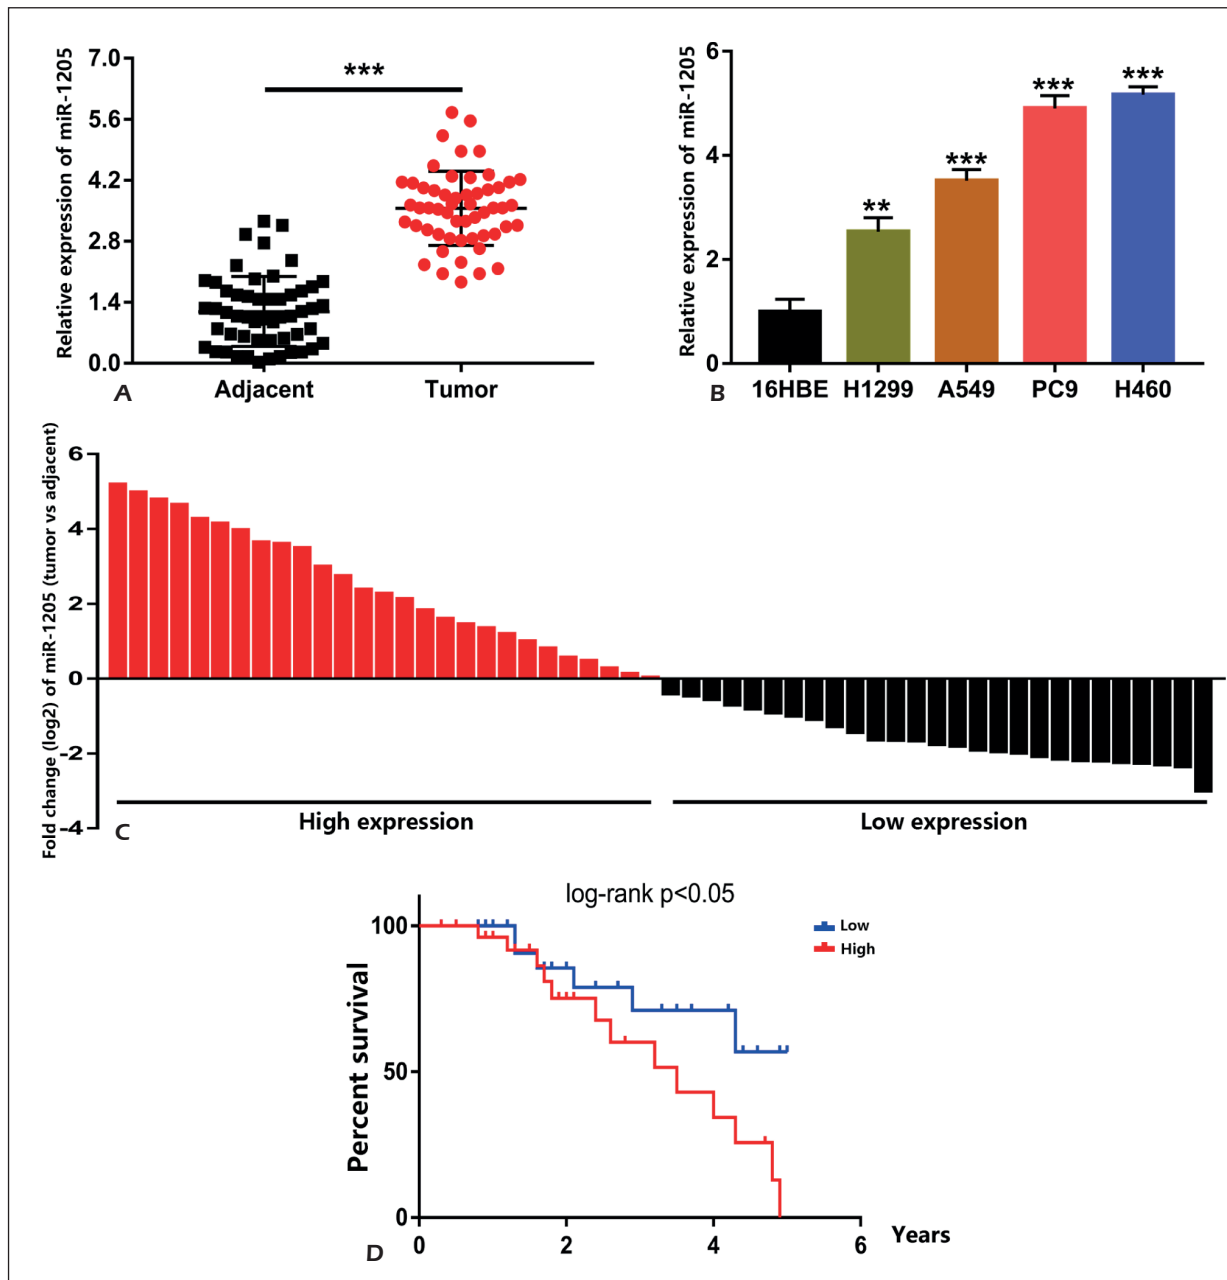 Relative expression of miR-1205
7.0
5.6
4.2
2.8
1.4
0.0
***
Adjacent
Tumor
A
Relative expression of miR-1205
6
4
2
0
**
***
***
***
16HBE
H1299
A549
PC9
H460
B
Fold change (log2) of miR-1205 (tumor vs adjacent)
6
4
2
0
-2
-4
High expression
Low expression
C
log-rank p<0.05
Low
High
Percent survival
100
50
0
0
2
4
6
Years
D